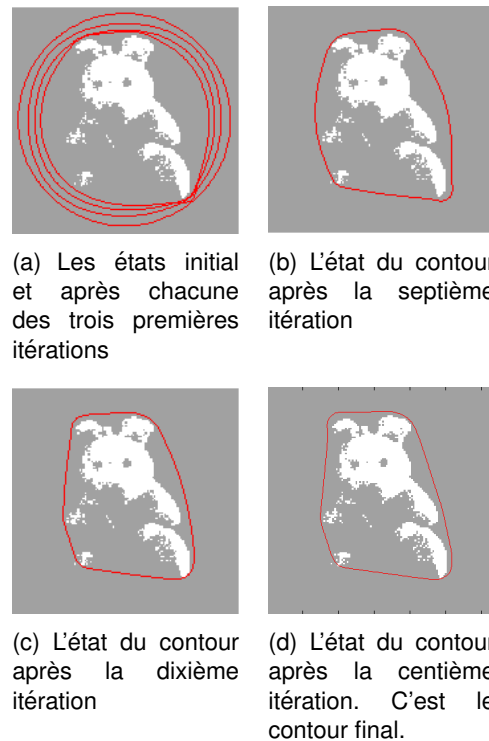 (a) Les états initial
et après chacune
des trois premières
itérations
(b) L'état du contour
après la septième
itération
(c) L'état du contour
après la dixième
itération
(d) L'état du contour
après la centième
itération. C'est le
contour final.